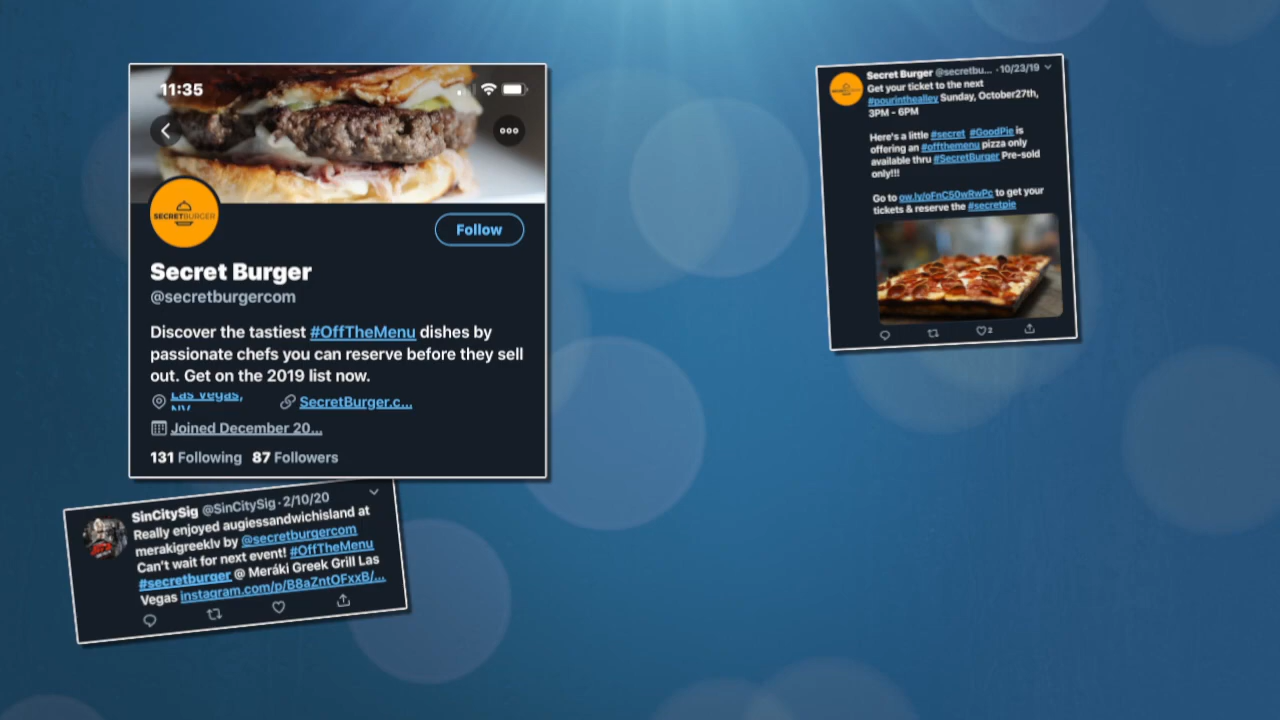 11:35
SECRETBURGER
Follow
Secret Burger
@secretburgercom
Discover the tastiest #OffTheMenu dishes by
passionate chefs you can reserve before they sell
out. Get on the 2019 list now.
Las Vegas,
NV
SecretBurger.c...
Joined December 20...
131 Following 87 Followers
SinCitySig @SinCitySig · 2/10/20
Really enjoyed augiessandwichisland at
merakigreeklv by @secretburgercom
Can't wait for next event! #OffTheMenu
#secretburger @ Meráki Greek Grill Las
Vegas instagram.com/p/B8aZntOFxxB/...
Secret Burger @secretbu... · 10/23/19
Get your ticket to the next
#pourinthealley Sunday, October27th,
3PM - 6PM
Here's a little #secret #GoodPie is
offering an #offthemenu pizza only
available thru #SecretBurger Pre-sold
only!!!
Go to ow.ly/oFnC50wRwPc to get your
tickets & reserve the #secretpie
2